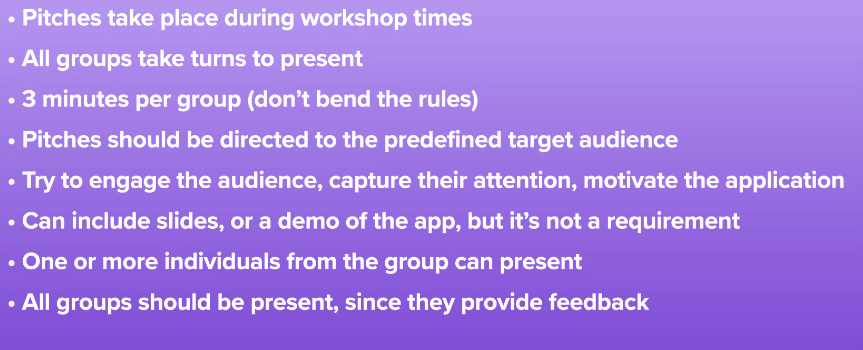 • Pitches take place during workshop times
• All groups take turns to present
• 3 minutes per group (don’t bend the rules)
• Pitches should be directed to the predefined target audience
• Try to engage the audience, capture their attention, motivate the application
• Can include slides, or a demo of the app, but it’s not a requirement
• One or more individuals from the group can present
• All groups should be present, since they provide feedback